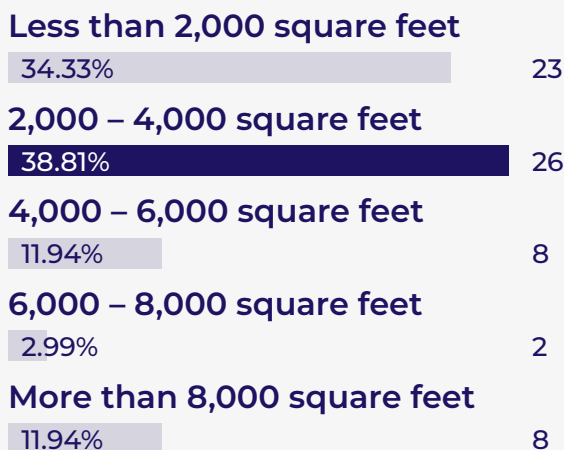 Less than 2,000 square feet
34.33% 23
2,000 – 4,000 square feet
38.81% 26
4,000 – 6,000 square feet
11.94% 8
6,000 – 8,000 square feet
2.99% 2
More than 8,000 square feet
11.94% 8